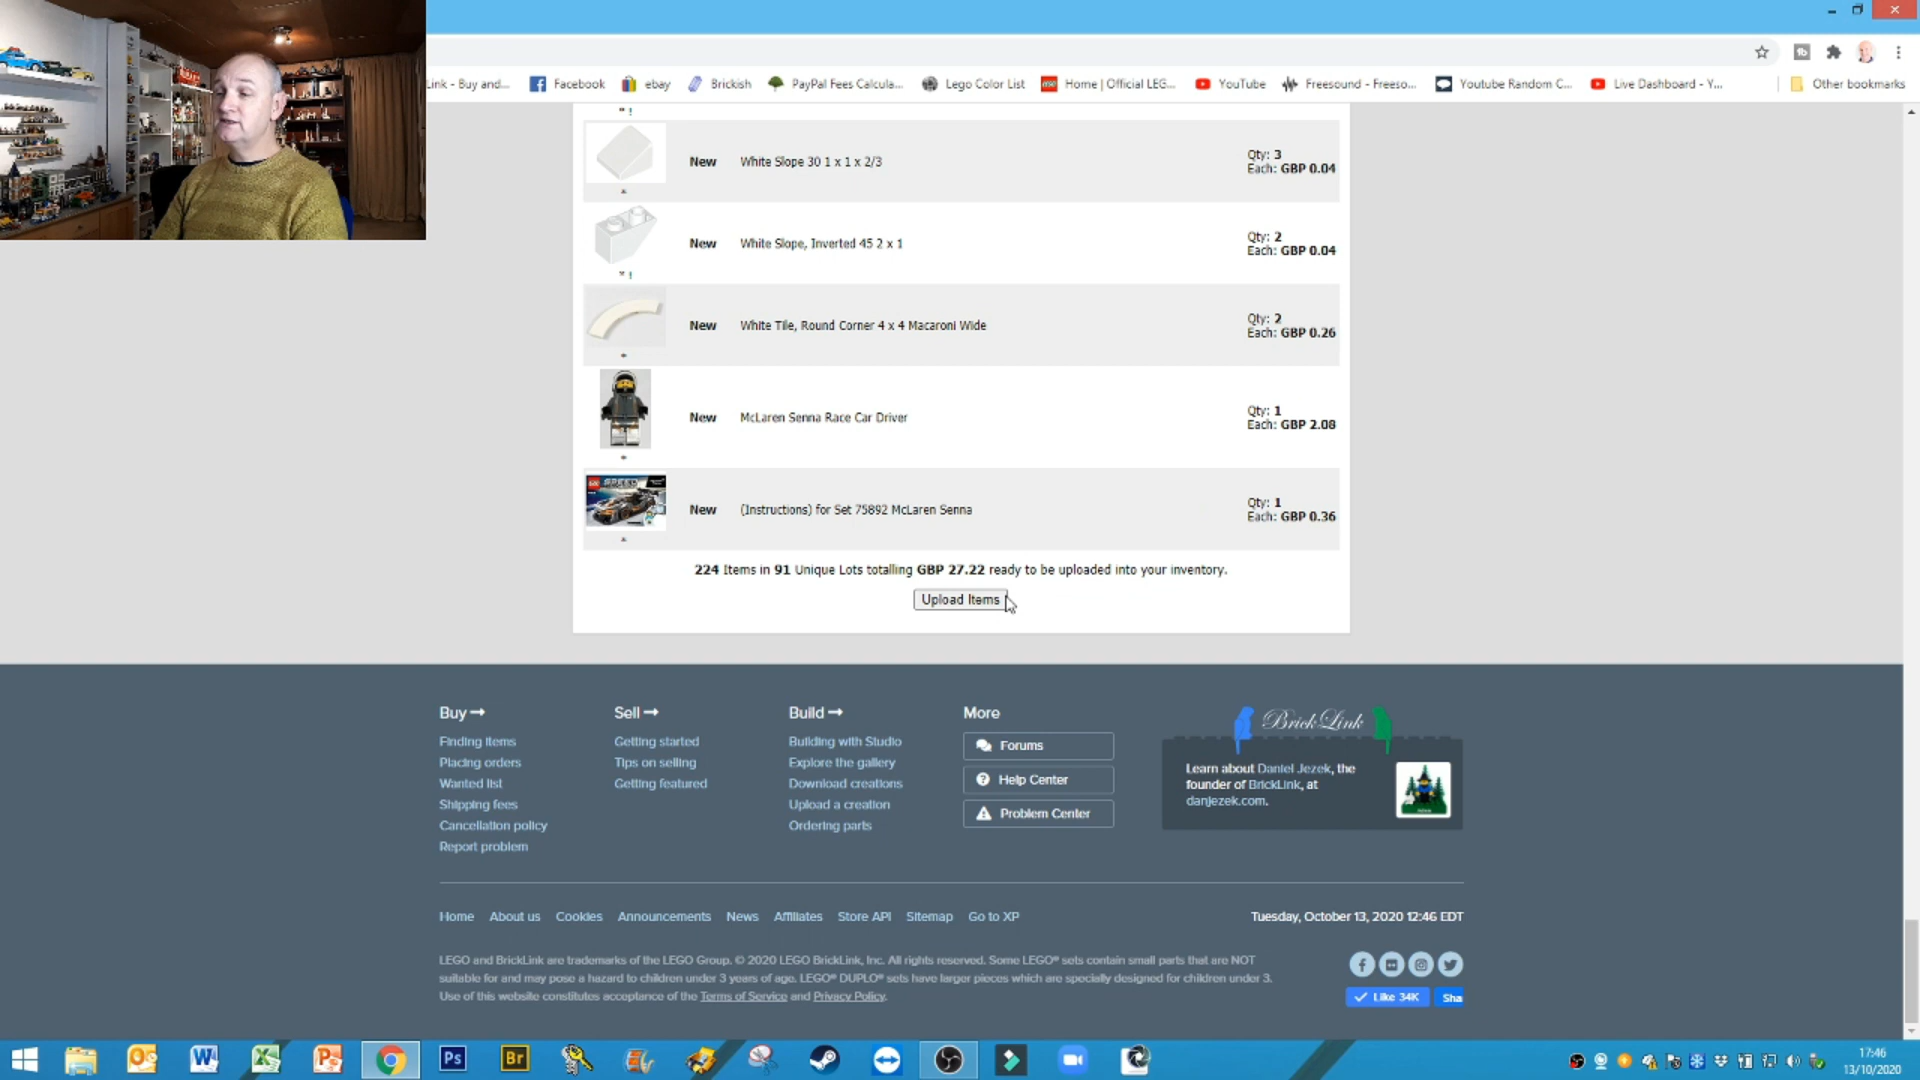 Link - Buy and...
Facebook
ebay
Brickish
PayPal Fees Calcula...
Lego Color List
Home | Official LEG...
YouTube
Freesound - Freeso...
Youtube Random C...
Live Dashboard - Y...
Other bookmarks
* !
New White Slope 30 1 x 1 x 2/3 Qty: 3
Each: GBP 0.04
*
New White Slope, Inverted 45 2 x 1 Qty: 2
Each: GBP 0.04
* !
New White Tile, Round Corner 4 x 4 Macaroni Wide Qty: 2
Each: GBP 0.26
*
New McLaren Senna Race Car Driver Qty: 1
Each: GBP 2.08
*
SPEED
New (Instructions) for Set 75892 McLaren Senna Qty: 1
Each: GBP 0.36
*
224 Items in 91 Unique Lots totalling GBP 27.22 ready to be uploaded into your inventory.
Upload Items
Buy
Finding items
Placing orders
Wanted list
Shipping fees
Cancellation policy
Report problem
Sell
Getting started
Tips on selling
Getting featured
Build
Building with Studio
Explore the gallery
Download creations
Upload a creation
Ordering parts
More
Forums
Help Center
Problem Center
BrickLink
Learn about Daniel Jezek, the
founder of BrickLink, at
danjezek.com.
Home About us Cookies Announcements News Affiliates Store API Sitemap Go to XP
Tuesday, October 13, 2020 12:46 EDT
LEGO and BrickLink are trademarks of the LEGO Group. © 2020 LEGO BrickLink, Inc. All rights reserved. Some LEGO® sets contain small parts that are NOT
suitable for and may pose a hazard to children under 3 years of age. LEGO® DUPLO® sets have larger pieces which are specially designed for children under 3.
Use of this website constitutes acceptance of the Terms of Service and Privacy Policy.
Like 34K
Sha
Ps
Br
17:46
13/10/2020